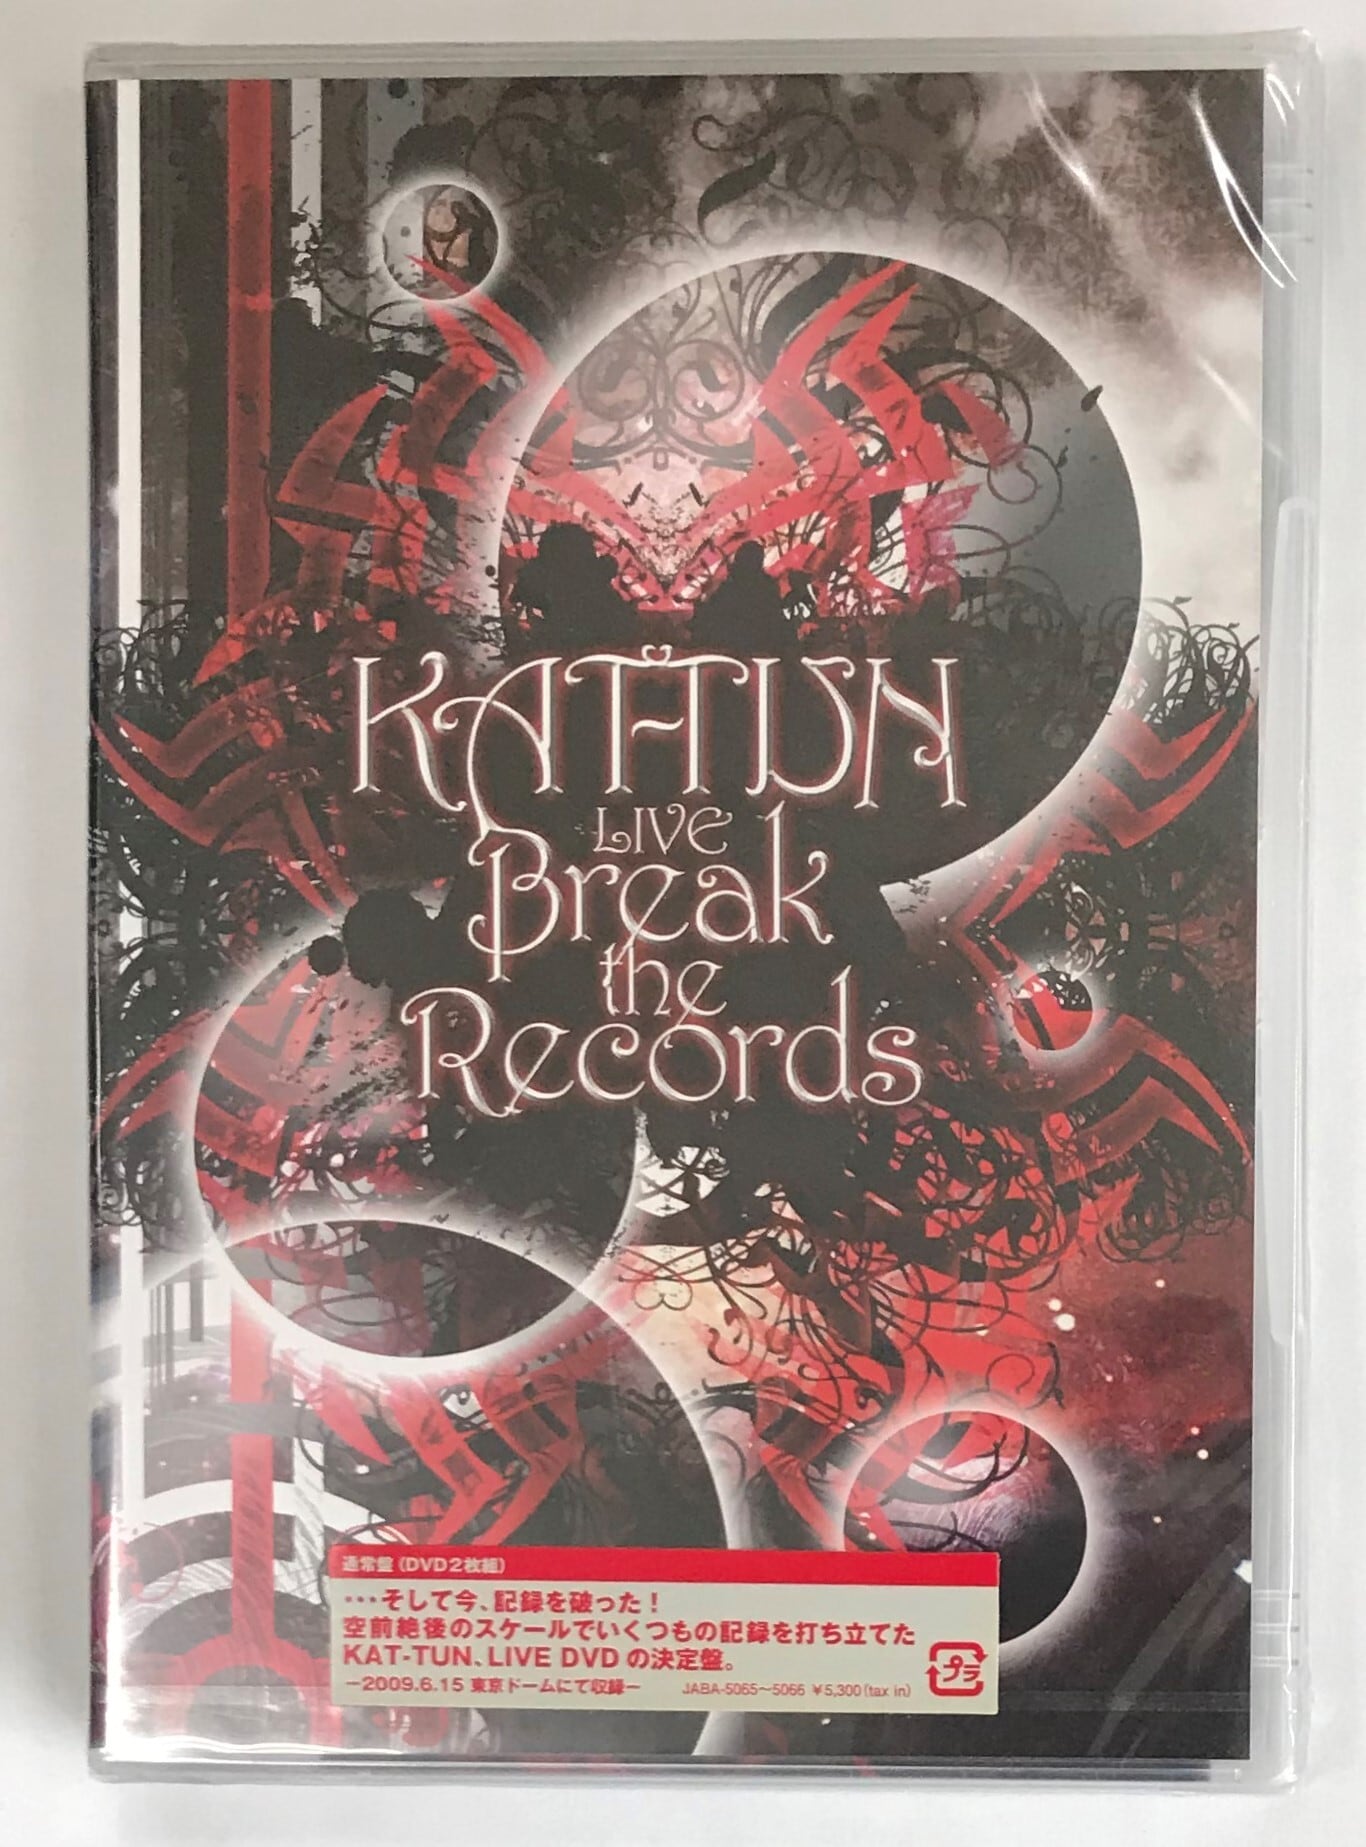 KAT-TUN
LIVE
Break
the
Records
通常盤(DVD2枚組)
…そして今、記録を破った!
空前絶後のスケールでいくつもの記録を打ち立てた
KAT-TUN、LIVE DVDの決定盤。
-2009.6.15 東京ドームにて収録- JABA-5065~5066 ¥5,300(tax in)
プラ